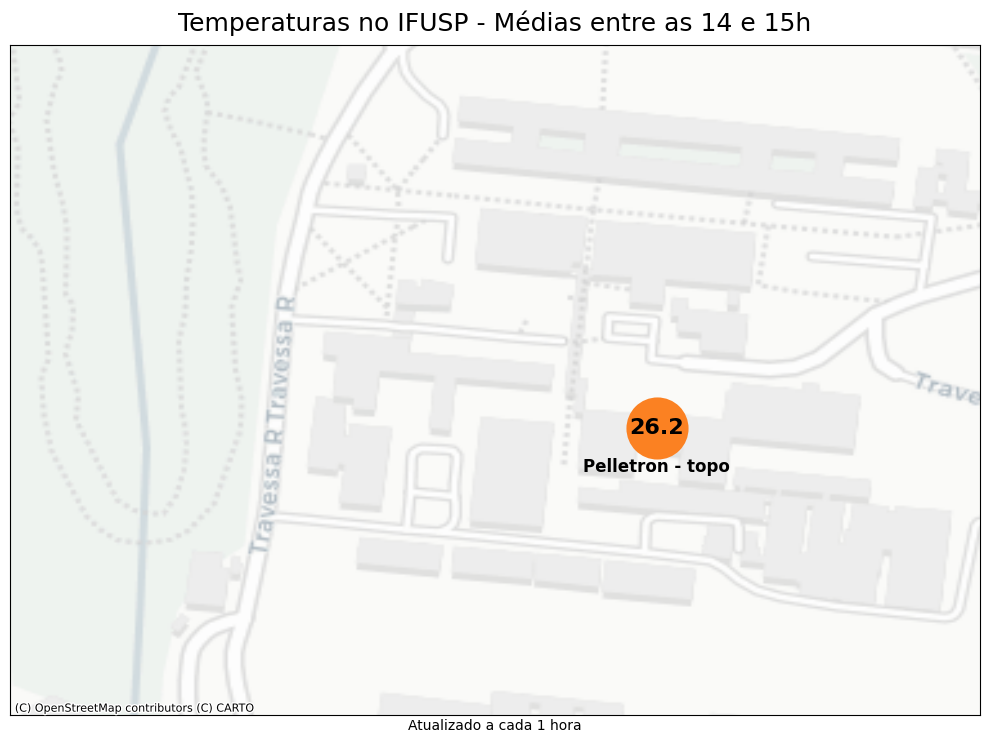 Temperaturas no IFUSP - Médias entre as 14 e 15h
Travessa R Travessa R
Trave
26.2
Pelletron - topo
(C) OpenStreetMap contributors (C) CARTO
Atualizado a cada 1 hora